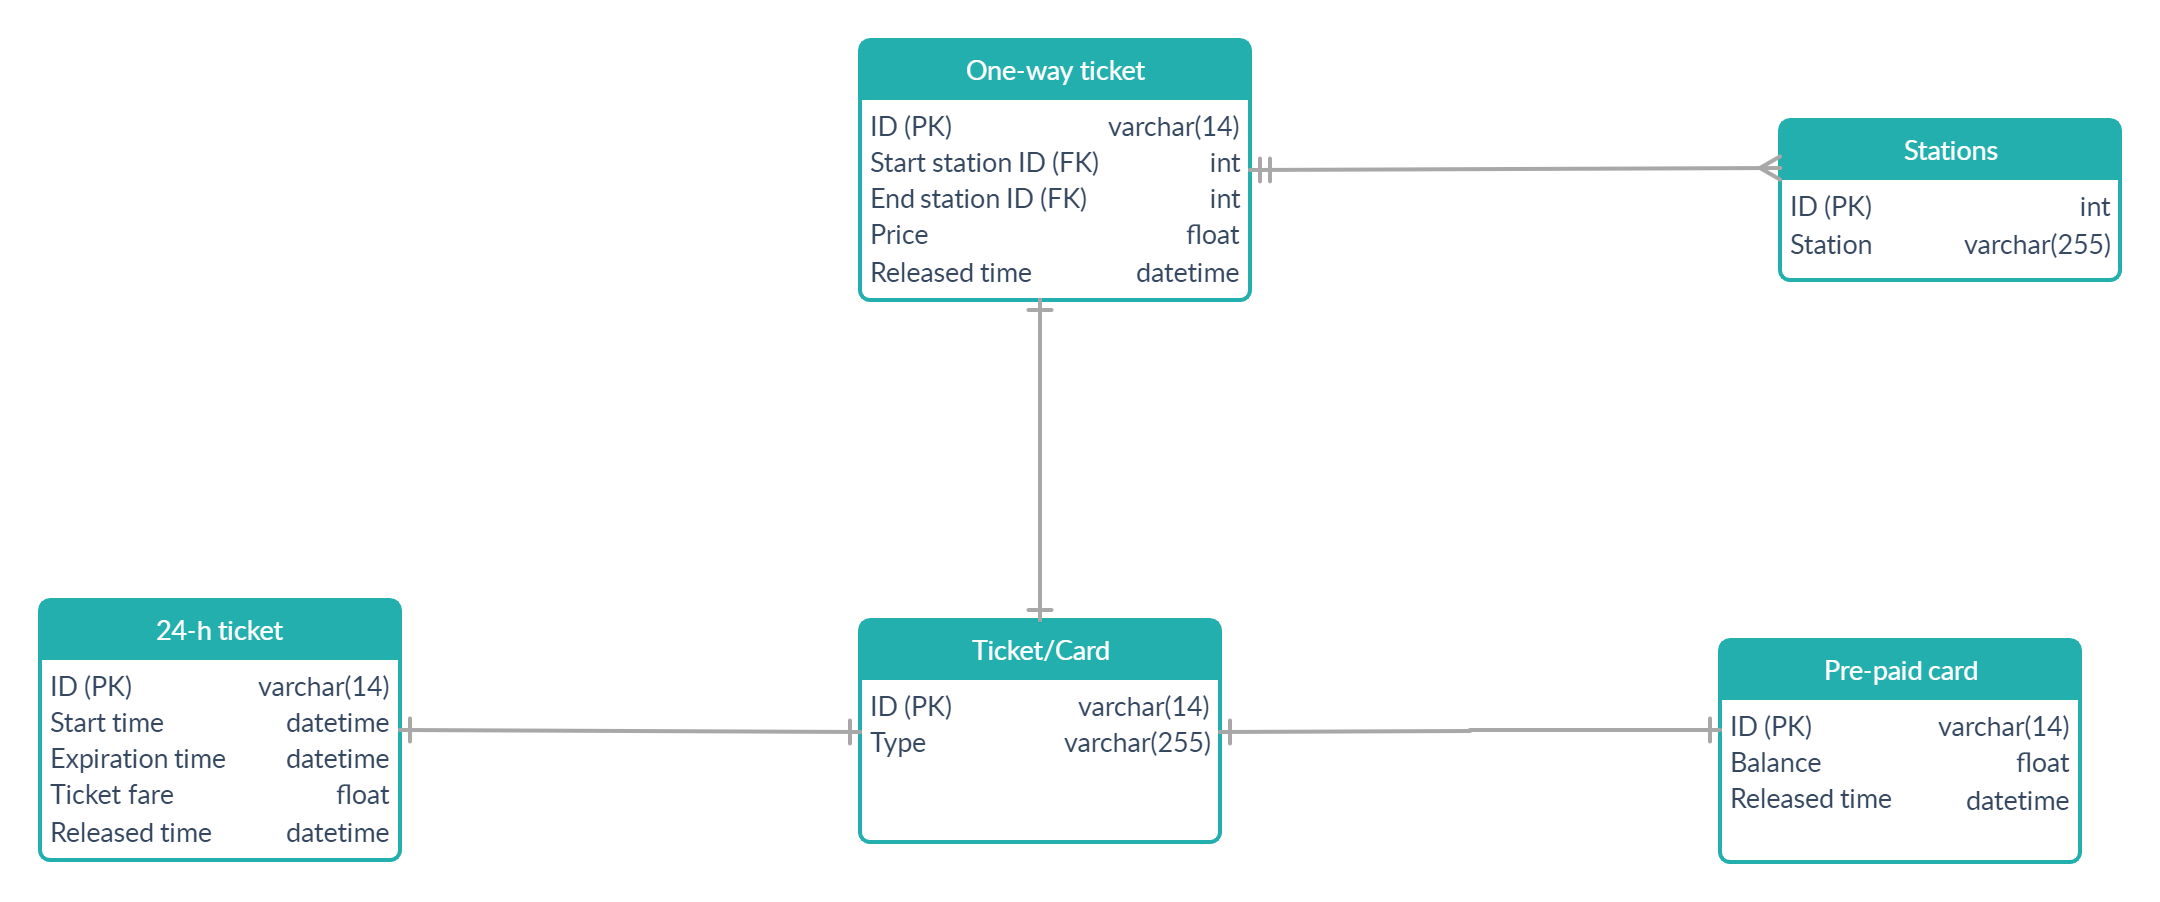 One-way ticket
ID (PK) varchar(14)
Start station ID (FK) int
End station ID (FK) int
Price float
Released time datetime
Stations
ID (PK) int
Station varchar(255)
24-h ticket
ID (PK) varchar(14)
Start time datetime
Expiration time datetime
Ticket fare float
Released time datetime
Ticket/Card
ID (PK) varchar(14)
Type varchar(255)
Pre-paid card
ID (PK) varchar(14)
Balance float
Released time datetime